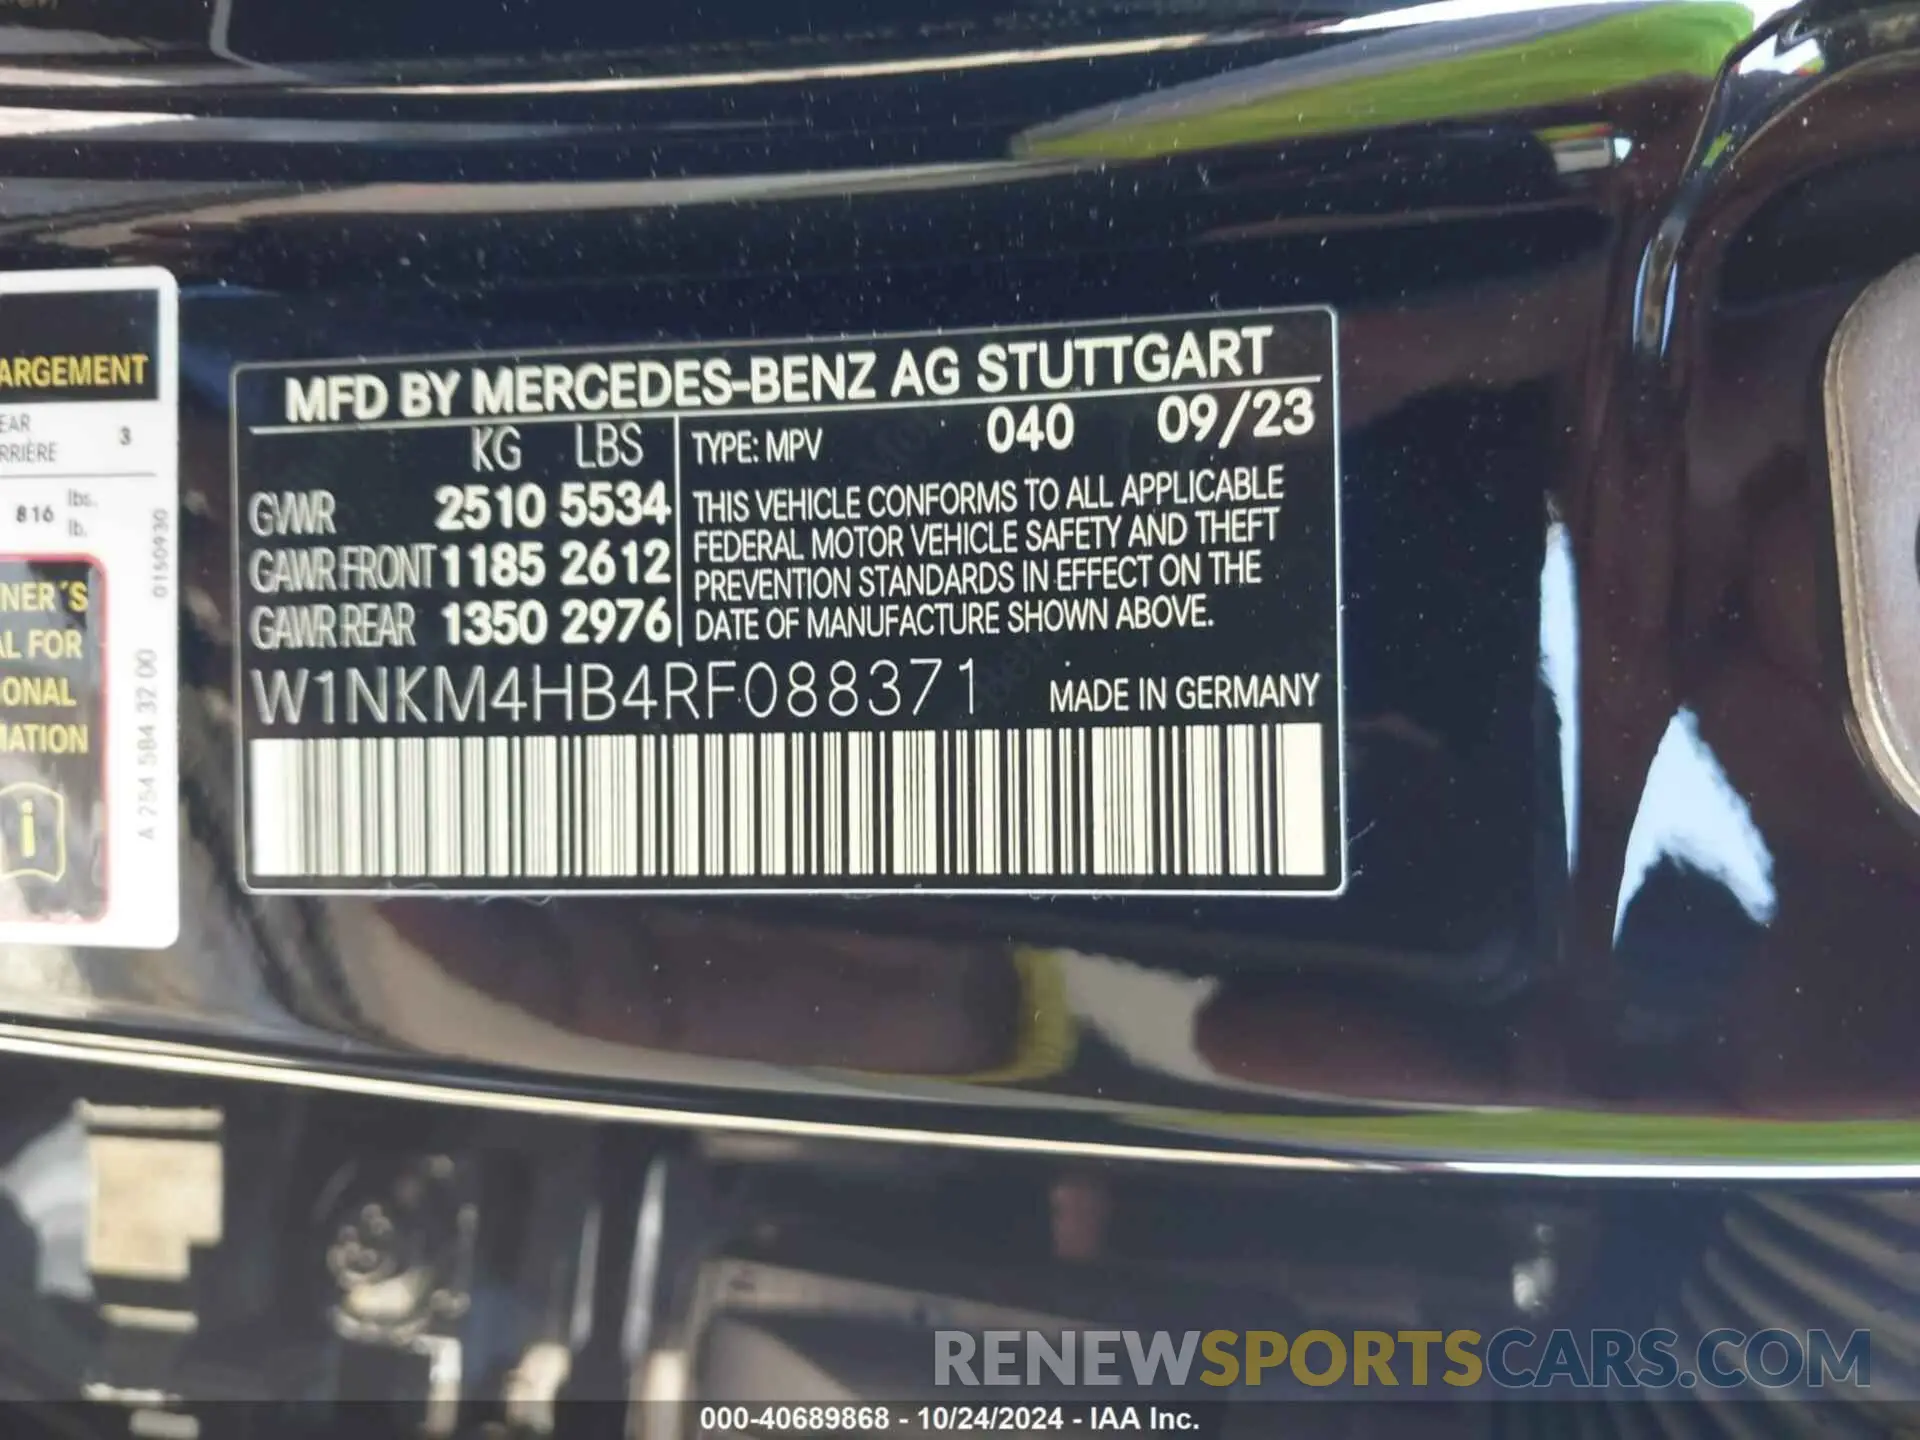 ARGEMENT
EAR
RRIÈRE 3
816 lbs.
lb.
0150930
NER´S
AL FOR
ONAL
MATION
i
A 254 584 32 00
MFD BY MERCEDES-BENZ AG STUTTGART
KG LBS
GVWR 2510 5534
GAWR FRONT 1185 2612
GAWR REAR 1350 2976
TYPE: MPV 040 09/23
THIS VEHICLE CONFORMS TO ALL APPLICABLE
FEDERAL MOTOR VEHICLE SAFETY AND THEFT
PREVENTION STANDARDS IN EFFECT ON THE
DATE OF MANUFACTURE SHOWN ABOVE.
W1NKM4HB4RF088371 MADE IN GERMANY
RENEWSPORTSCARS.COM
000-40689868 - 10/24/2024 - IAA Inc.